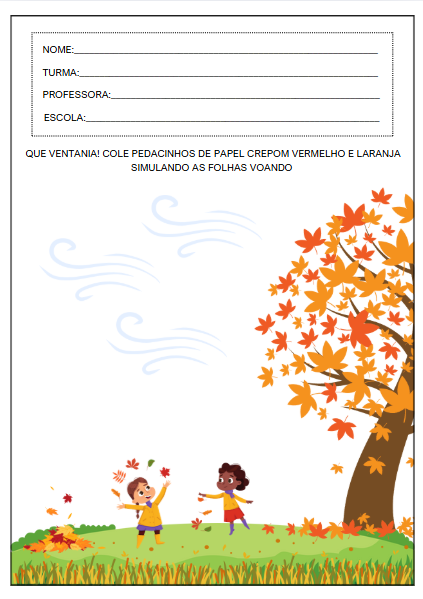 NOME:
TURMA:
PROFESSORA:
ESCOLA:
QUE VENTANIA! COLE PEDACINHOS DE PAPEL CREPOM VERMELHO E LARANJA
SIMULANDO AS FOLHAS VOANDO